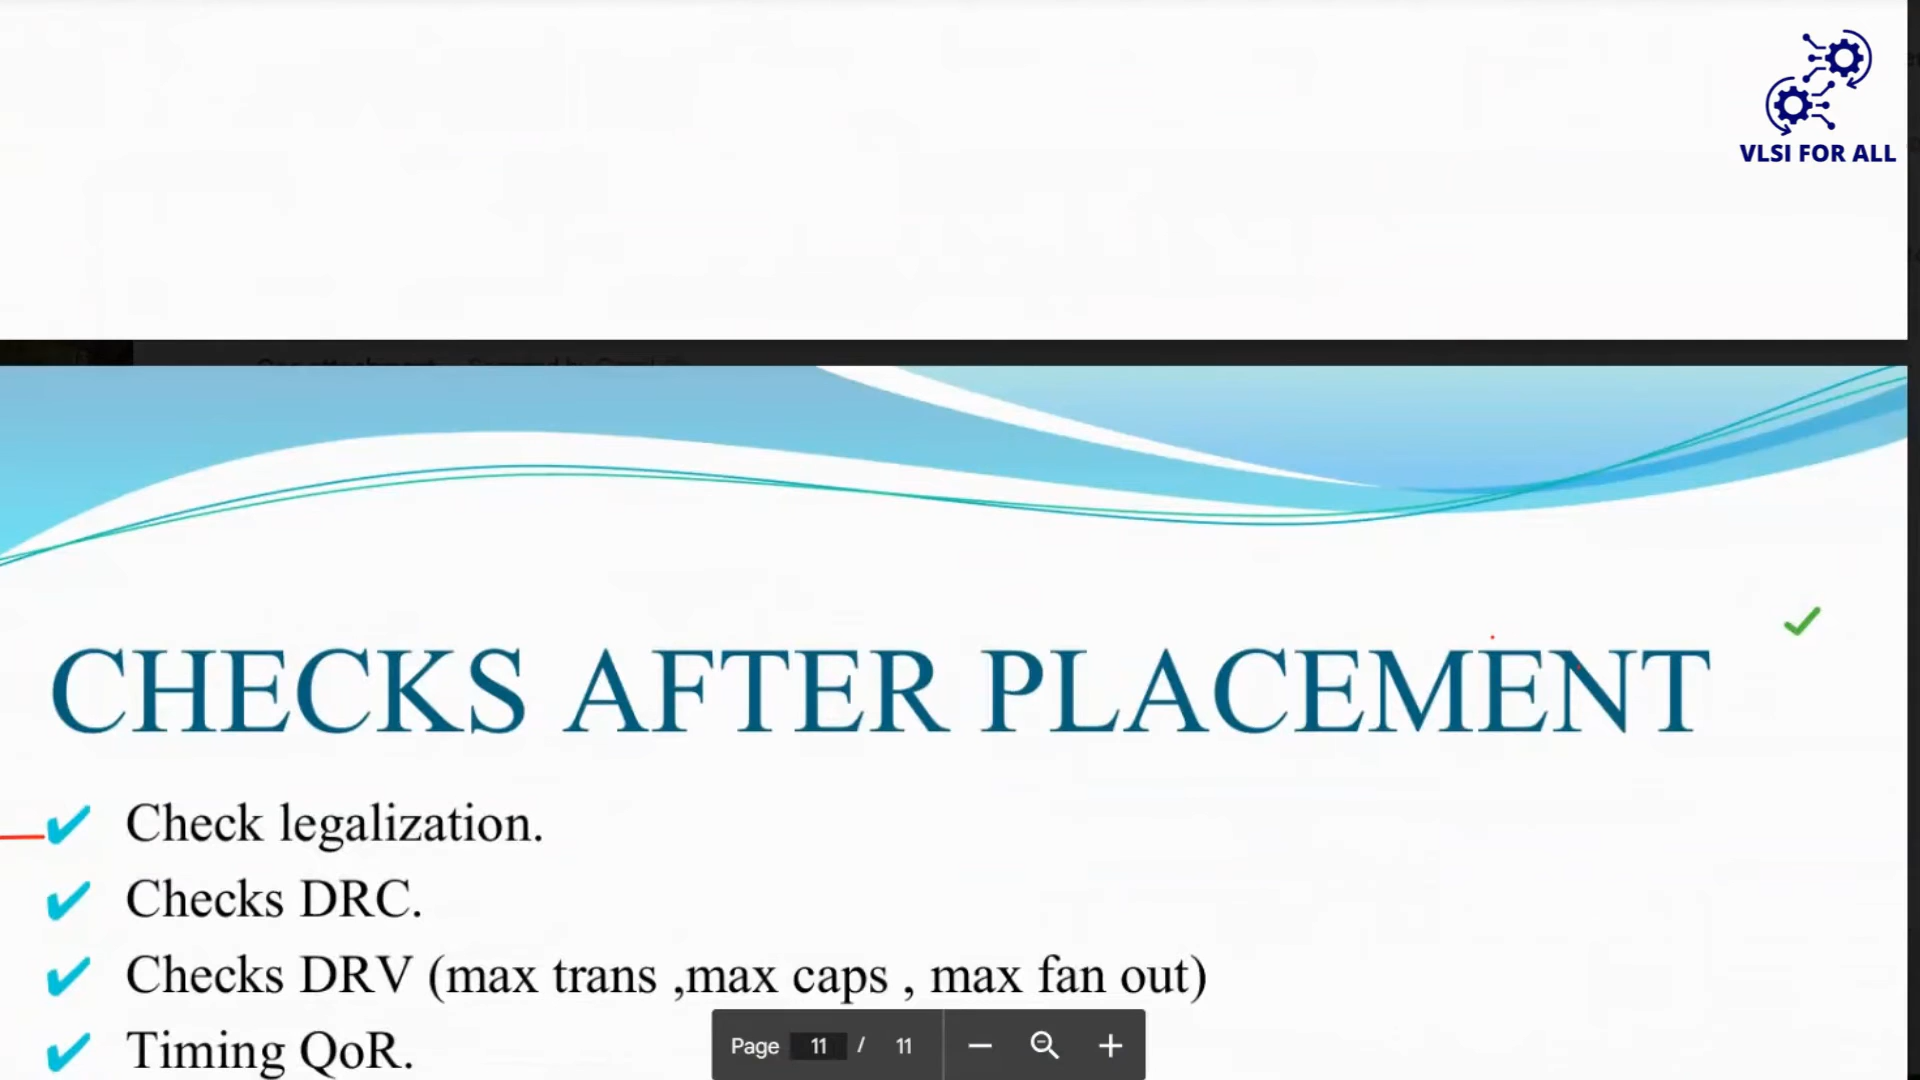 VLSI FOR ALL
CHECKS AFTER PLACEMENT
Check legalization.
Checks DRC.
Checks DRV (max trans ,max caps , max fan out)
Timing QoR.
Page 11 / 11